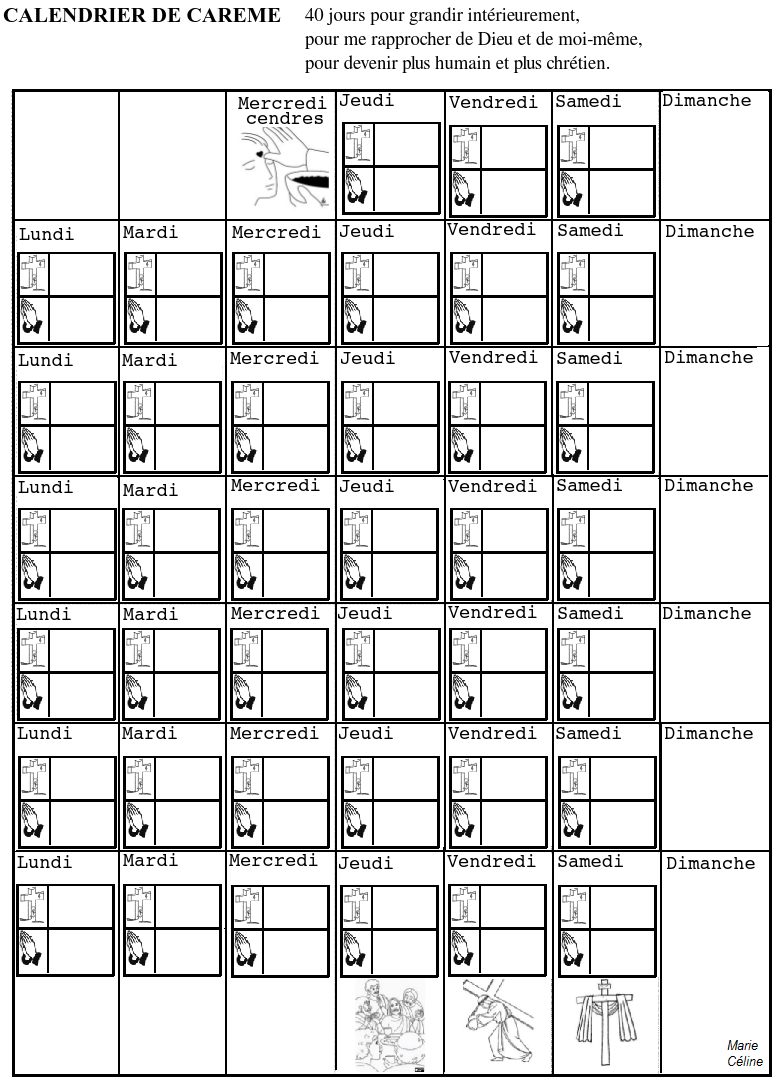 CALENDRIER DE CAREME
40 jours pour grandir intérieurement,
pour me rapprocher de Dieu et de moi-même,
pour devenir plus humain et plus chrétien.
Mercredi
cendres
Jeudi
Vendredi
Samedi
Dimanche
Lundi
Mardi
Mercredi
Jeudi
Vendredi
Samedi
Dimanche
Lundi
Mardi
Mercredi
Jeudi
Vendredi
Samedi
Dimanche
Lundi
Mardi
Mercredi
Jeudi
Vendredi
Samedi
Dimanche
Lundi
Mardi
Mercredi
Jeudi
Vendredi
Samedi
Dimanche
Lundi
Mardi
Mercredi
Jeudi
Vendredi
Samedi
Dimanche
Lundi
Mardi
Mercredi
Jeudi
Vendredi
Samedi
Dimanche
Marie
Céline